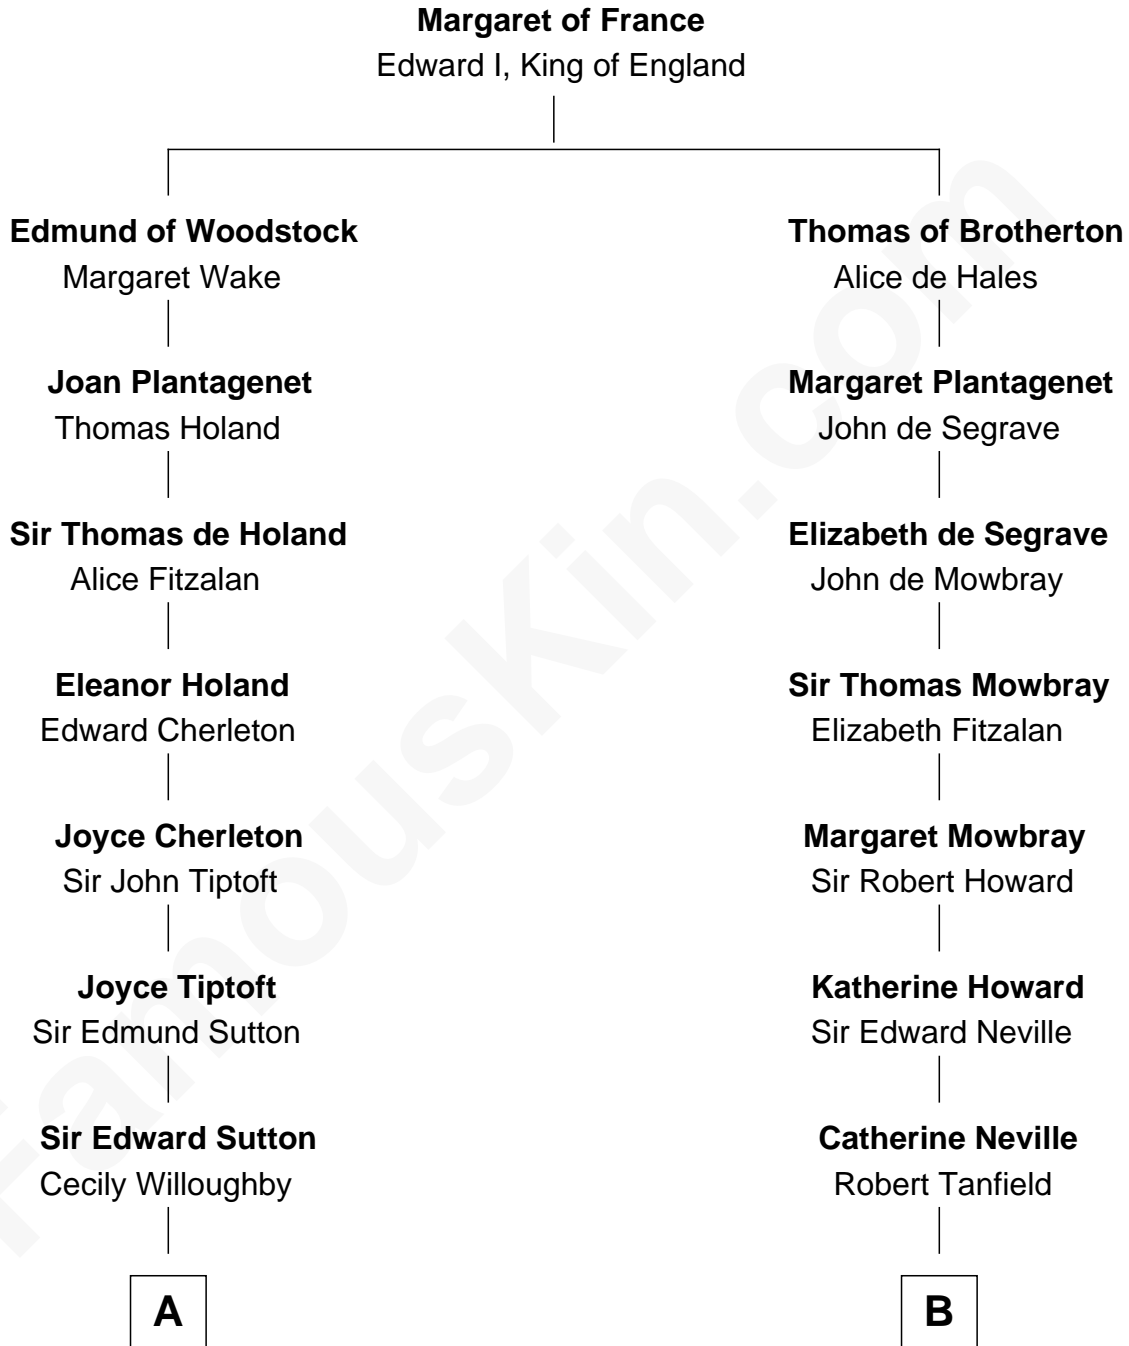 Margaret of France
Edward I, King of England
Edmund of Woodstock
Margaret Wake
Thomas of Brotherton
Alice de Hales
Joan Plantagenet
Thomas Holand
Margaret Plantagenet
John de Segrave
Sir Thomas de Holand
Alice Fitzalan
Elizabeth de Segrave
John de Mowbray
Eleanor Holand
Edward Cherleton
Sir Thomas Mowbray
Elizabeth Fitzalan
Joyce Cherleton
Sir John Tiptoft
Margaret Mowbray
Sir Robert Howard
Joyce Tiptoft
Sir Edmund Sutton
Katherine Howard
Sir Edward Neville
Sir Edward Sutton
Cecily Willoughby
Catherine Neville
Robert Tanfield
A
B
FamousKin.com